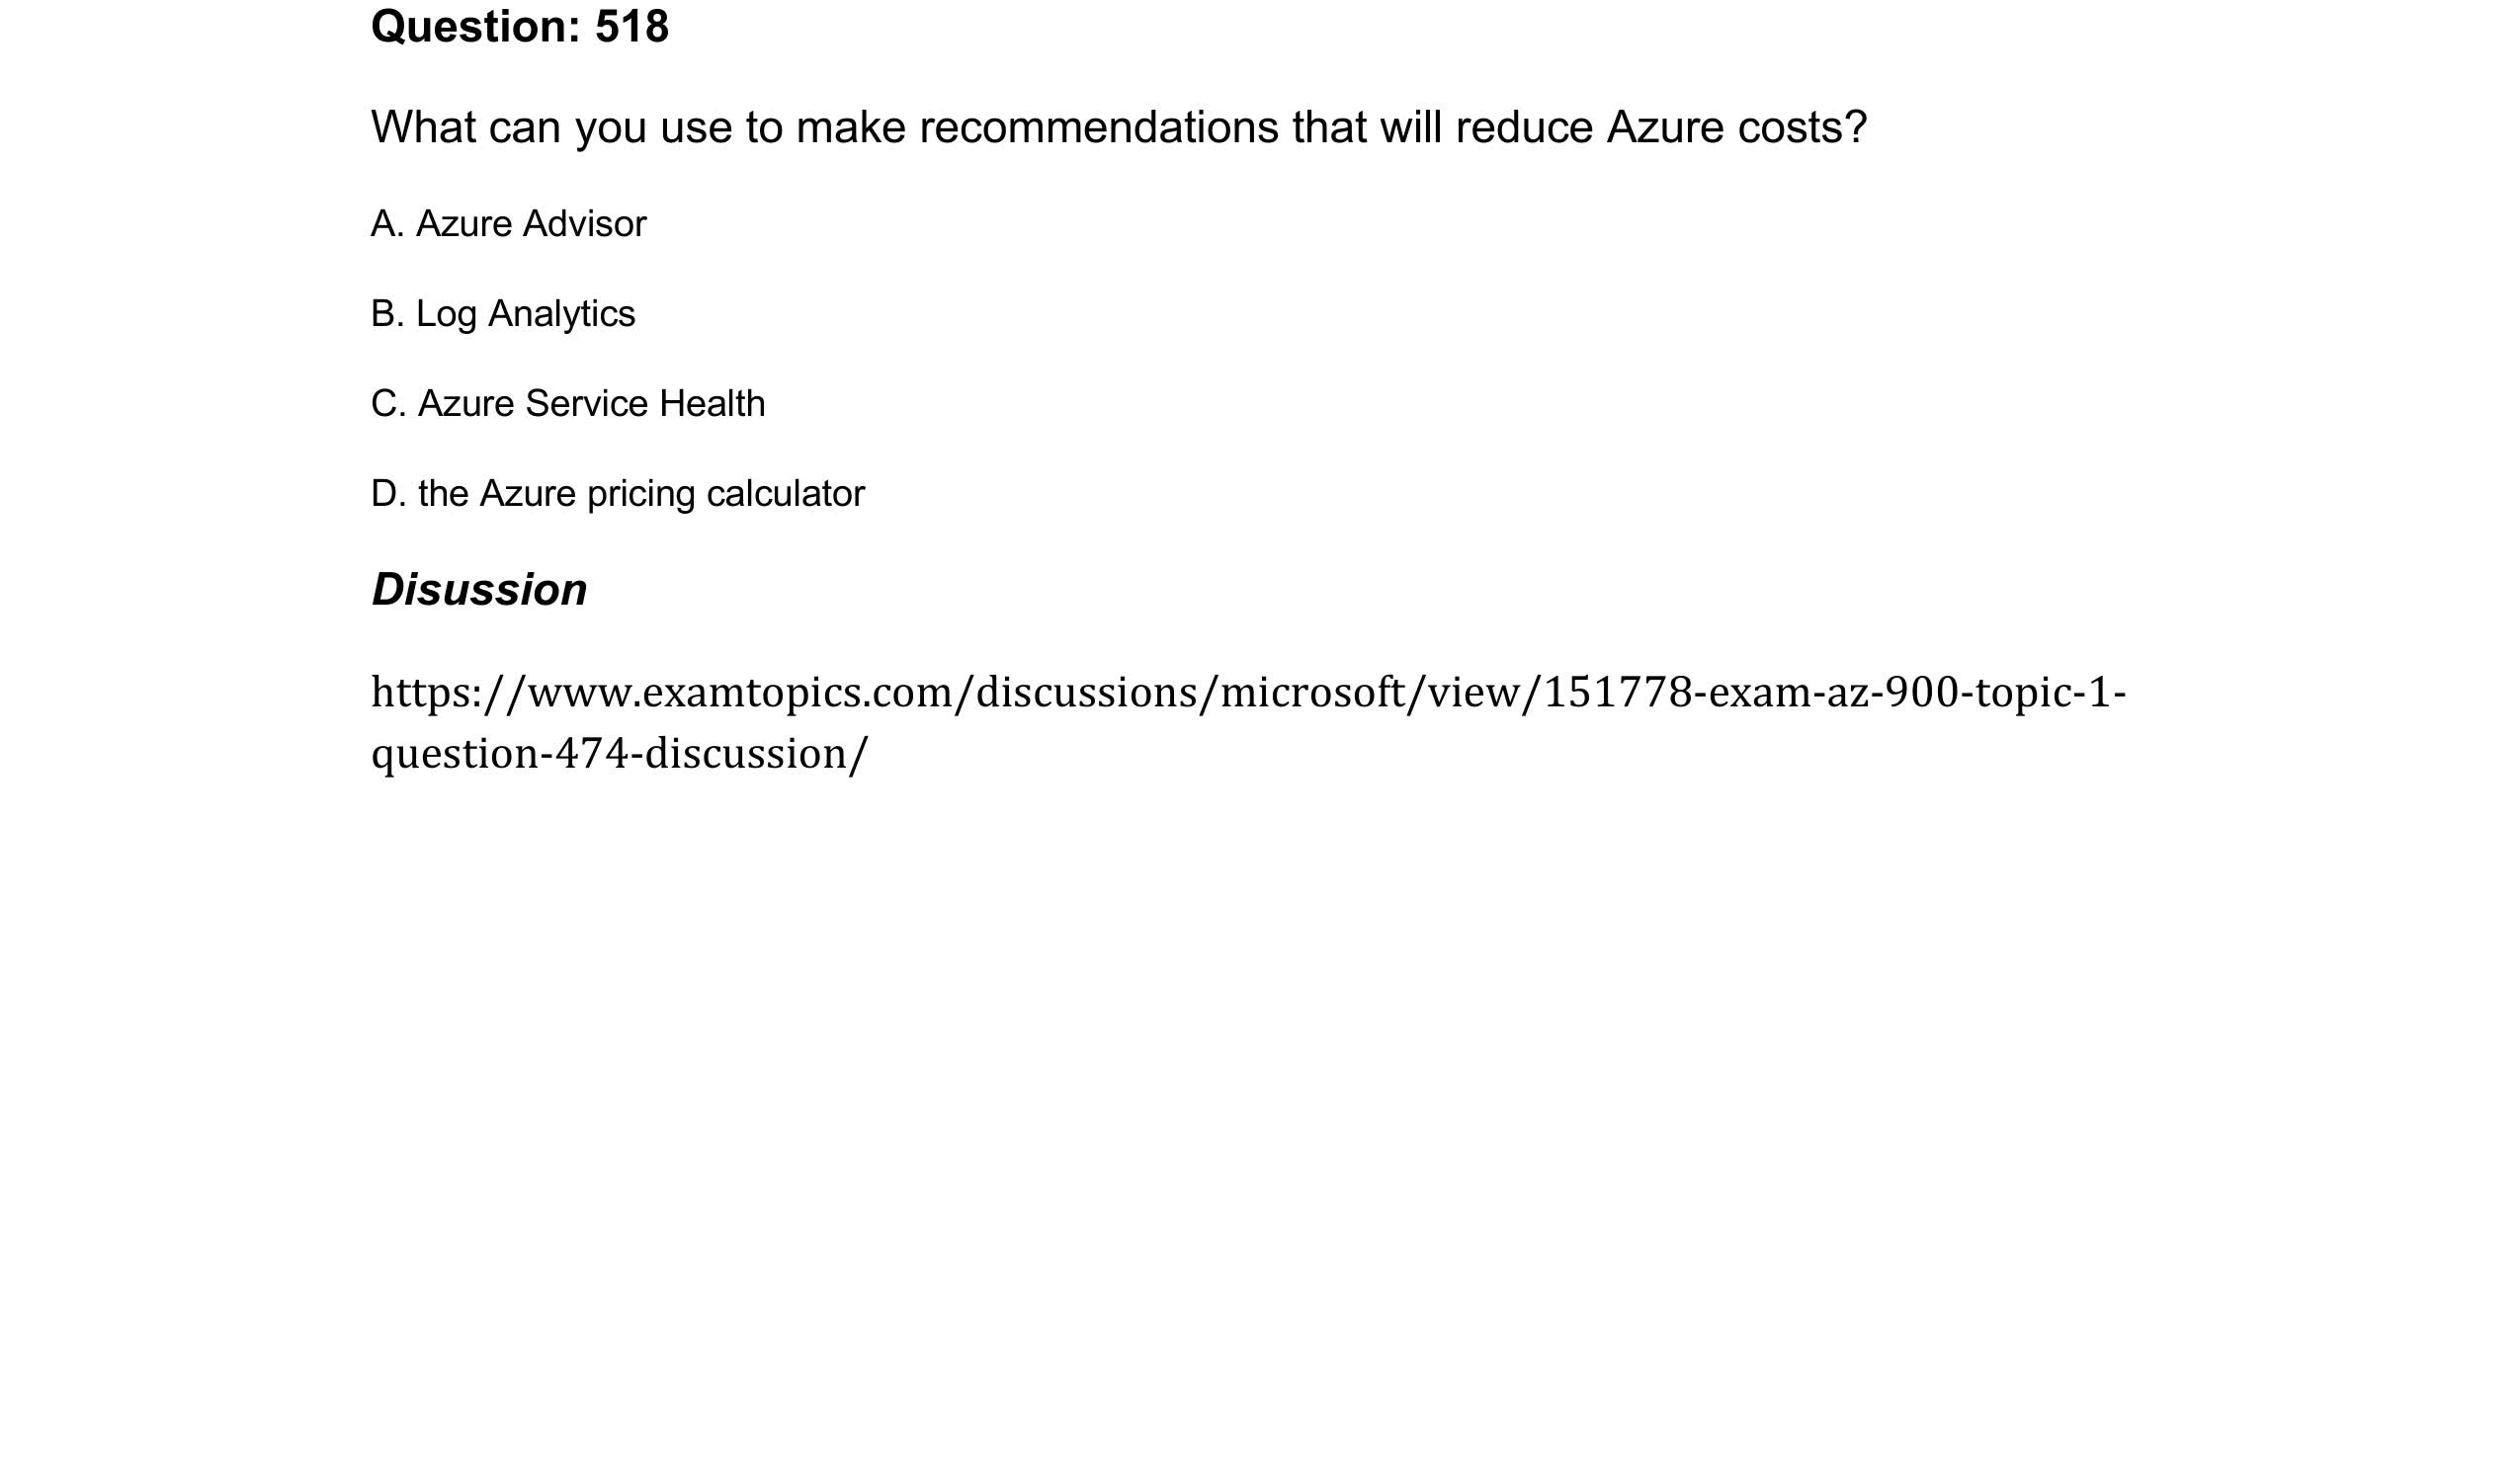 Question: 518
What can you use to make recommendations that will reduce Azure costs?
A. Azure Advisor
B. Log Analytics
C. Azure Service Health
D. the Azure pricing calculator
Disussion
https://www.examtopics.com/discussions/microsoft/view/151778-exam-az-900-topic-1-
question-474-discussion/